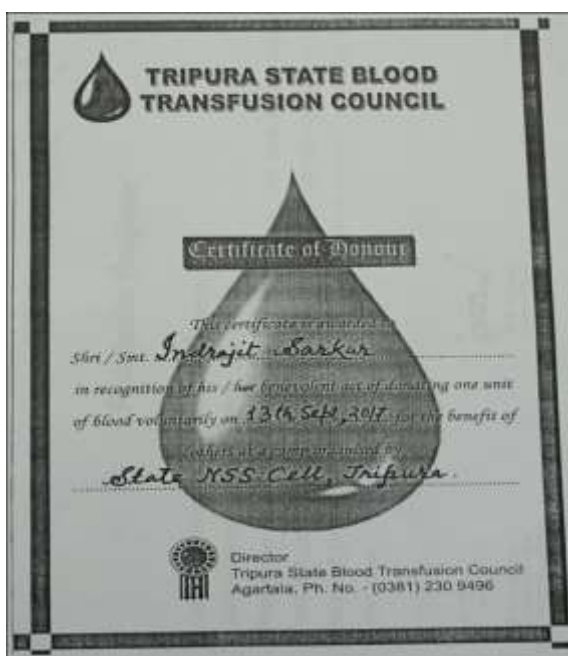 TRIPURA STATE BLOOD
TRANSFUSION COUNCIL
Certificate of Honour
This certificate is awarded to
Shri / Smt. Indrajit Sarkar
in recognition of his / her benevolent act of donating one unit
of blood voluntarily on 13th Sept, 2017 for the benefit of
others at a camp organised by
State NSS Cell, Tripura.
Director
Tripura State Blood Transfusion Council
Agartala, Ph. No. - (0381) 230 9496